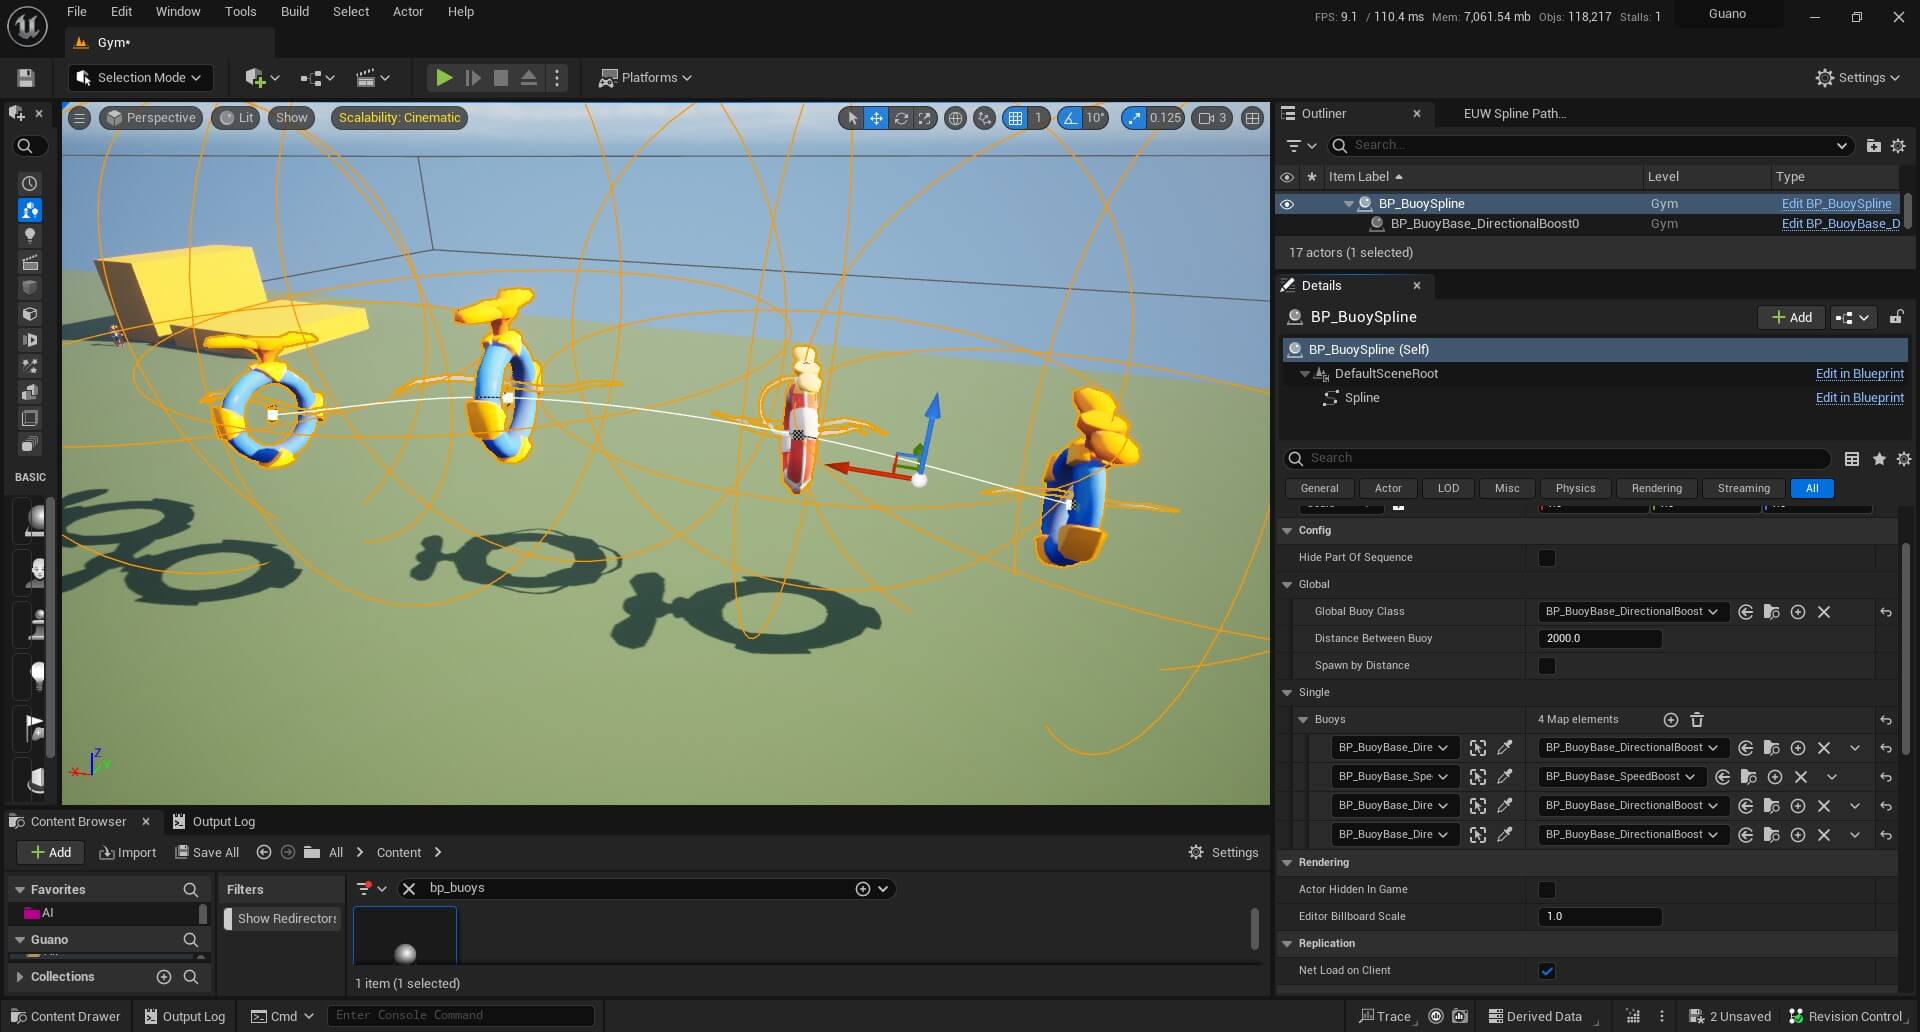 File Edit Window Tools Build Select Actor Help
FPS: 9.1 / 110.4 ms Mem: 7,061.54 mb Objs: 118,217 Stalls: 1
Guano
Gym*
Selection Mode
Platforms
Settings
Perspective Lit Show Scalability: Cinematic
1 10° 0.125 3
Outliner
EUW Spline Path...
Search...
Item Label Level Type
BP_BuoySpline Gym Edit BP_BuoySpline
BP_BuoyBase_DirectionalBoost0 Gym Edit BP_BuoyBase_D
17 actors (1 selected)
Details
BP_BuoySpline
Add
BP_BuoySpline (Self)
DefaultSceneRoot Edit in Blueprint
Spline Edit in Blueprint
Search
General Actor LOD Misc Physics Rendering Streaming All
Config
Hide Part Of Sequence
Global
Global Buoy Class BP_BuoyBase_DirectionalBoost
Distance Between Buoy 2000.0
Spawn by Distance
Single
Buoys 4 Map elements
BP_BuoyBase_Dire BP_BuoyBase_DirectionalBoost
BP_BuoyBase_Spe BP_BuoyBase_SpeedBoost
BP_BuoyBase_Dire BP_BuoyBase_DirectionalBoost
BP_BuoyBase_Dire BP_BuoyBase_DirectionalBoost
Rendering
Actor Hidden In Game
Editor Billboard Scale 1.0
Replication
Net Load on Client
BASIC
Z
X Y
Content Browser
Output Log
Add Import Save All All Content Settings
Favorites
AI
Guano
Collections
Filters
Show Redirectors
bp_buoys
1 item (1 selected)
Content Drawer Output Log Cmd Enter Console Command
Trace Derived Data 2 Unsaved Revision Control